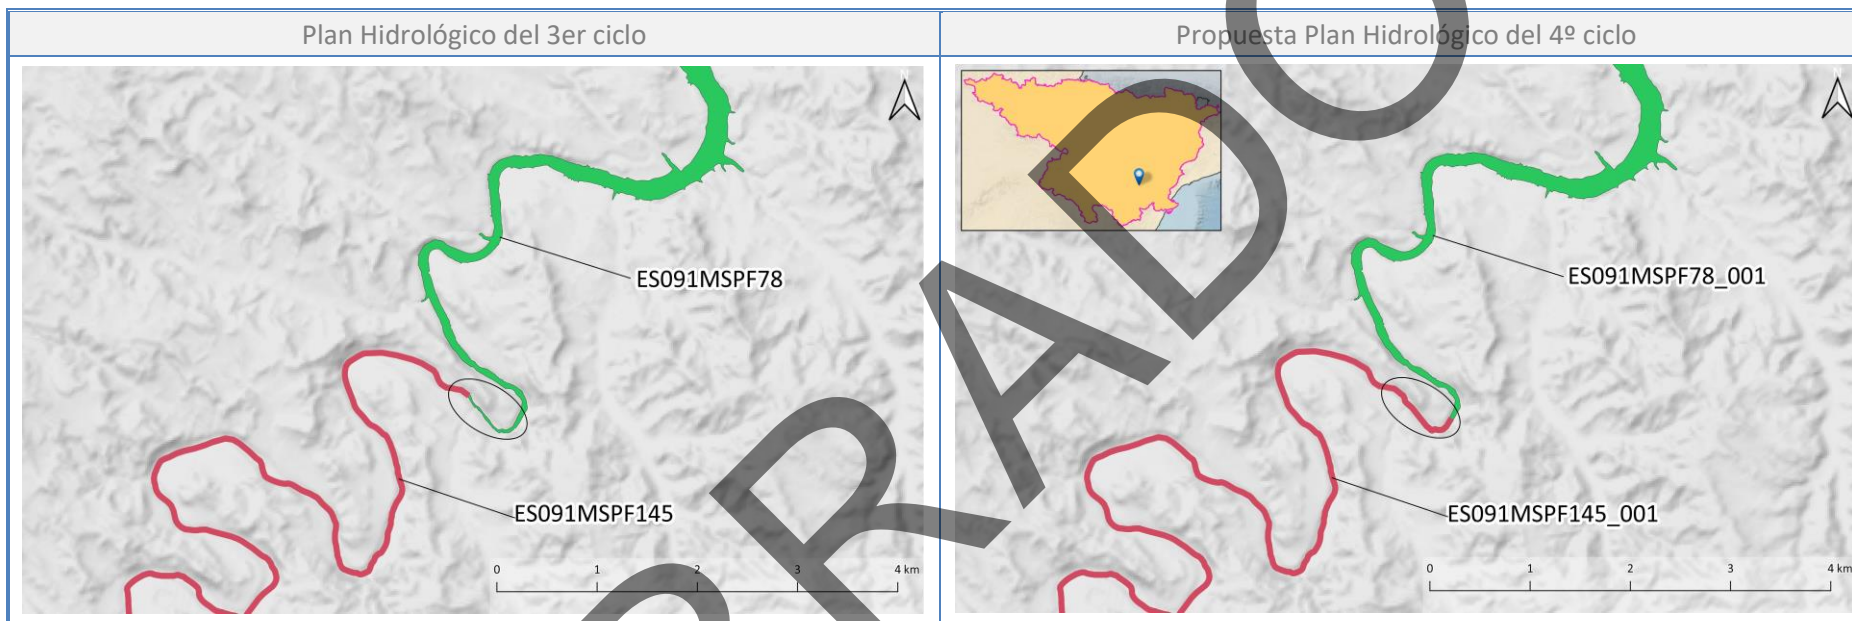 Plan Hidrológico del 3er ciclo
Propuesta Plan Hidrológico del 4º ciclo
N
N
ES091MSPF78
ES091MSPF78_001
ES091MSPF145
ES091MSPF145_001
0 1 2 3 4 km
0 1 2 3 4 km
RADO